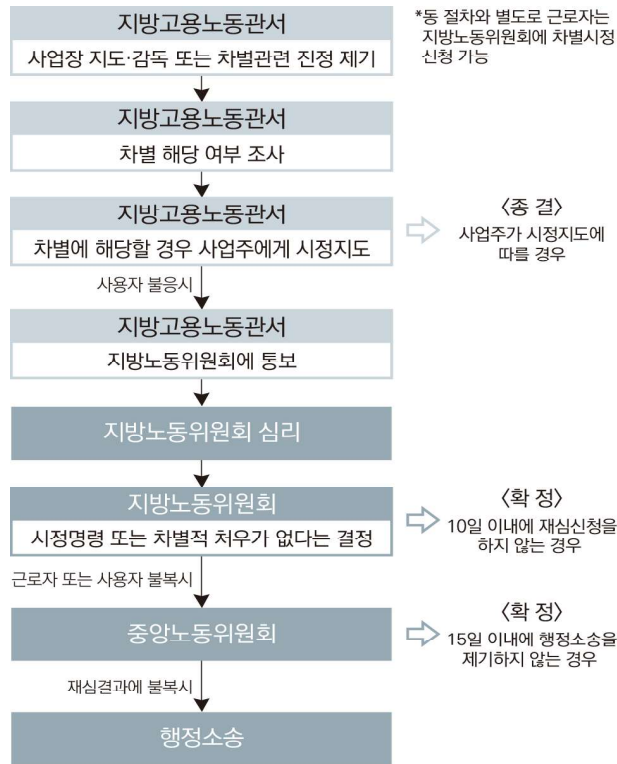 지방고용노동관서
사업장 지도·감독 또는 차벌관련 진정 제기
*동 절차와 별도로 근로자는
지방노동위원회에 차별시정
신청 가능
지방고용노동관서
차별 해당 여부 조사
지방고용노동관서
차별에 해당할 경우 사업주에게 시정지도
〈종 결〉
사업주가 시정지도에
따를 경우
사용자 불응시
지방고용노동관서
지방노동위원회에 통보
지방노동위원회 심리
지방노동위원회
시정명령 또는 차별적 처우가 없다는 결정
〈확 정〉
10일 이내에 재심신청을
하지 않는 경우
근로자 또는 사용자 불복시
중앙노동위원회
〈확 정〉
15일 이내에 행정소송을
제기하지 않는 경우
재심결과에 불복시
행정소송